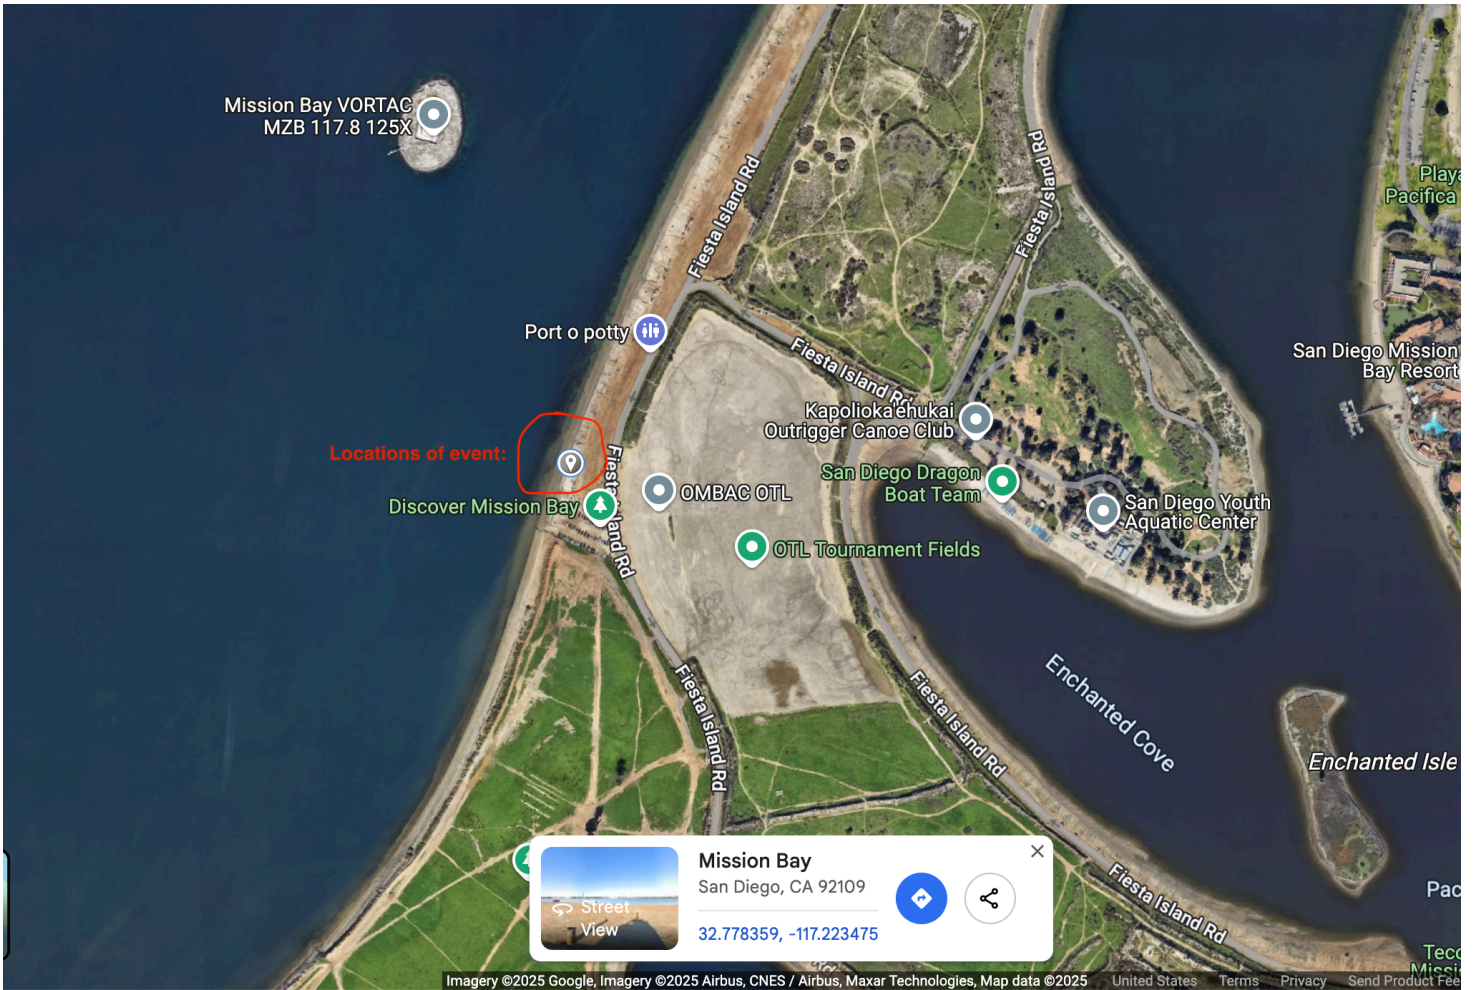 Mission Bay VORTAC
MZB 117.8 125X
Fiesta Island Rd
Fiesta Island Rd
Playa
Pacifica
Port o potty
Fiesta Island Rd
San Diego Mission
Bay Resort
Kapolioka'ehukai
Outrigger Canoe Club
Locations of event:
San Diego Dragon
Boat Team
Fiesta Island Rd
OMBAC OTL
Discover Mission Bay
San Diego Youth
Aquatic Center
OTL Tournament Fields
Enchanted Cove
Fiesta Island Rd
Fiesta Island Rd
Enchanted Isle
Mission Bay
San Diego, CA 92109
Street
View
32.778359, -117.223475
Fiesta Island Rd
Pac
Teco
Missi
Rd
Imagery ©2025 Google, Imagery ©2025 Airbus, CNES / Airbus, Maxar Technologies, Map data ©2025 United States Terms Privacy Send Product Fee